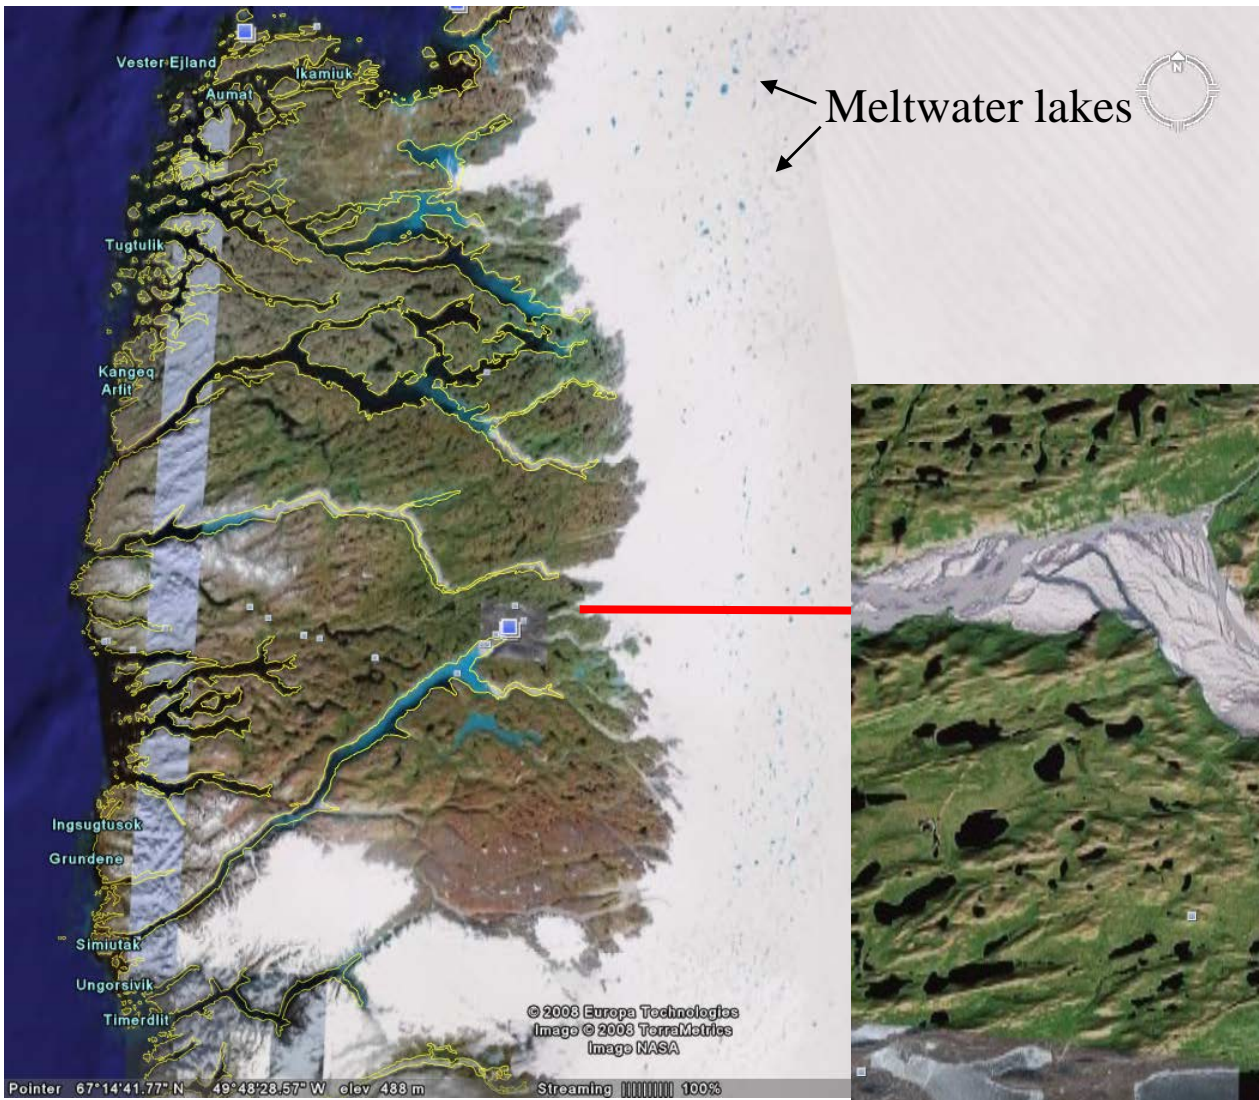 Vester Ejland
Ikamiuk
Aumat
Meltwater lakes
N
Tugtulik
Kangeq
Arfit
Ingsugtusok
Grundene
Simiutak
Ungorsivik
Timerdlit
© 2008 Europa Technologies
Image © 2008 TerraMetrics
Image NASA
Pointer 67°14'41.77" N 49°48'28.57" W elev 488 m Streaming |||||||||| 100%